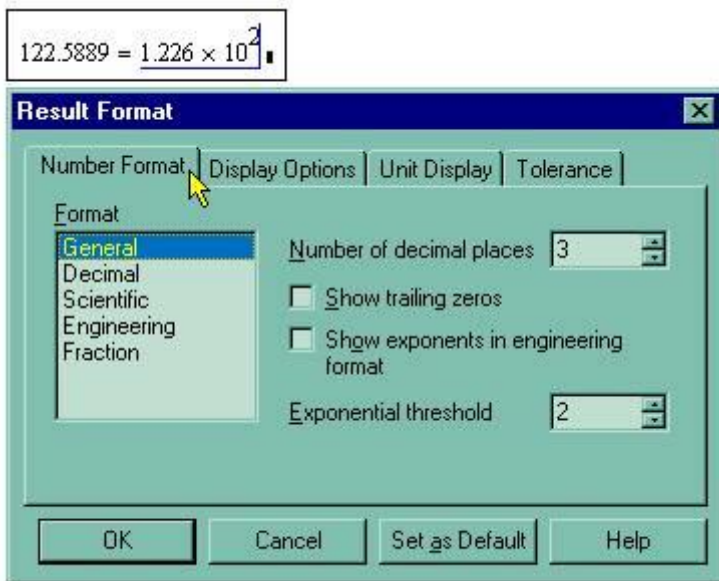 122.5889 = 1.226 × 10²
Result Format
Number Format Display Options Unit Display Tolerance
Format
General
Decimal
Scientific
Engineering
Fraction
Number of decimal places 3
Show trailing zeros
Show exponents in engineering
format
Exponential threshold 2
OK Cancel Set as Default Help